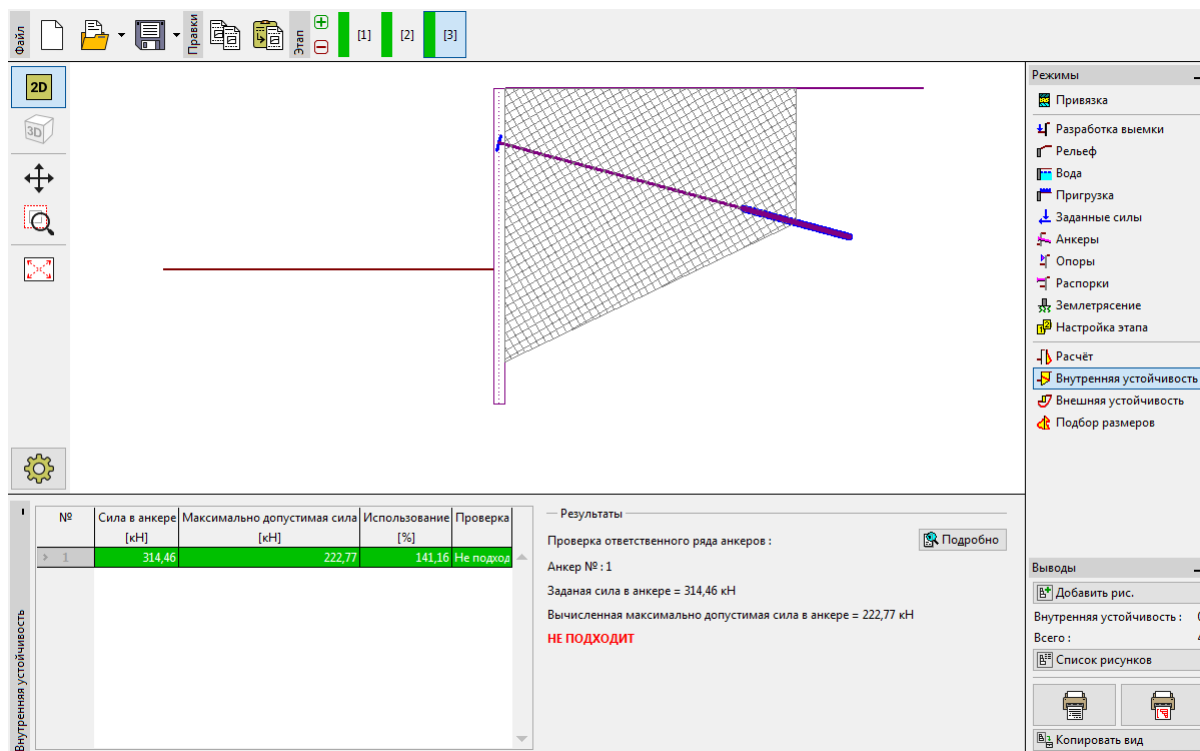 Файл
Правки
Этап
[1]
[2]
[3]
2D
3D
Режимы
Привязка
Разработка выемки
Рельеф
Вода
Пригрузка
Заданные силы
Анкеры
Опоры
Распорки
Землетрясение
Настройка этапа
Расчёт
Внутренняя устойчивость
Внешняя устойчивость
Подбор размеров
Внутренняя устойчивость
№ Сила в анкере Максимально допустимая сила Использование Проверка
[кН] [кН] [%]
1 314,46 222,77 141,16 Не подход
Результаты
Проверка ответственного ряда анкеров :
Подробно
Анкер № : 1
Заданая сила в анкере = 314,46 кН
Вычисленная максимально допустимая сила в анкере = 222,77 кН
НЕ ПОДХОДИТ
Выводы
Добавить рис.
Внутренняя устойчивость :
Всего :
Список рисунков
Копировать вид